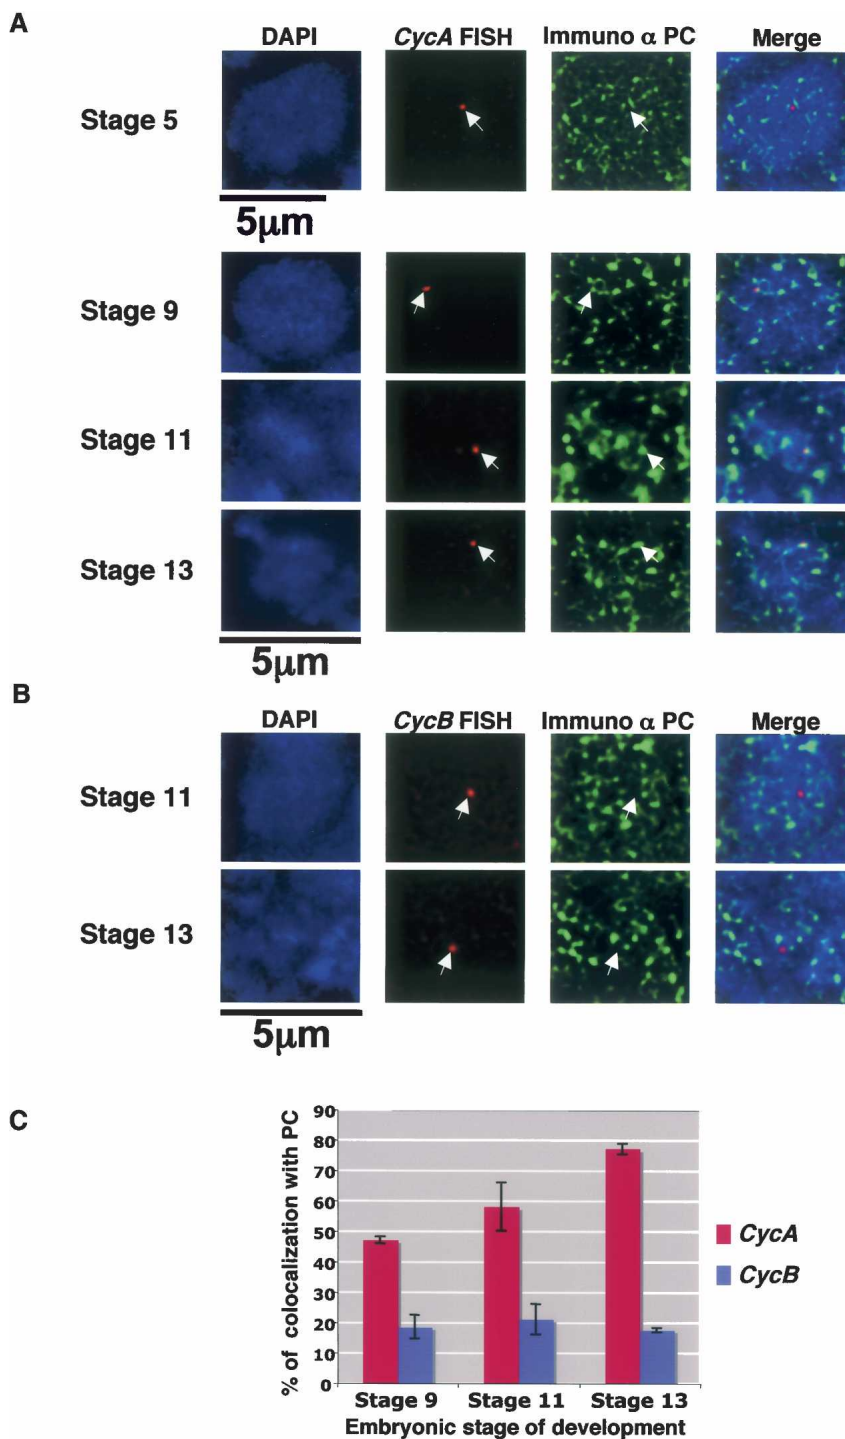 A
DAPI CycA FISH Immuno α PC Merge
Stage 5
5μm
Stage 9
Stage 11
Stage 13
5μm
B
DAPI CycB FISH Immuno α PC Merge
Stage 11
Stage 13
5μm
C
% of colocalization with PC
90
80
70
60
50
40
30
20
10
0
CycA
CycB
Stage 9 Stage 11 Stage 13
Embryonic stage of development